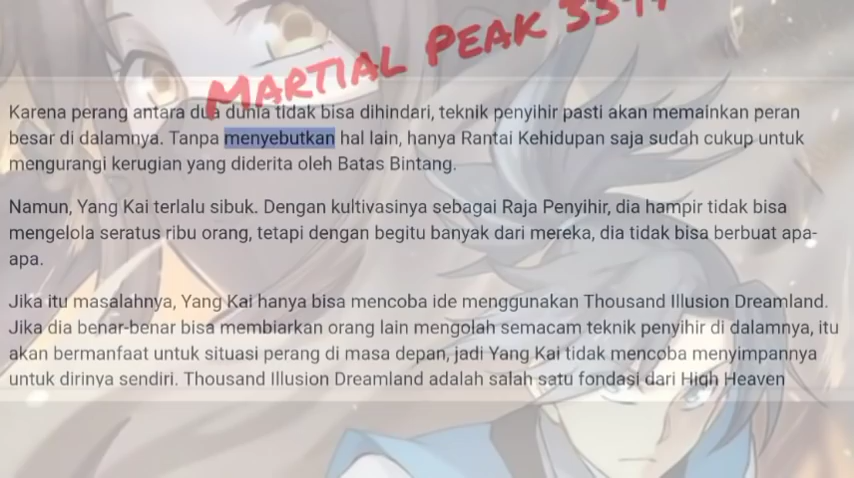 MARTIAL PEAK
Karena perang antara dua dunia tidak bisa dihindari, teknik penyihir pasti akan memainkan peran
besar di dalamnya. Tanpa menyebutkan hal lain, hanya Rantai Kehidupan saja sudah cukup untuk
mengurangi kerugian yang diderita oleh Batas Bintang.
Namun, Yang Kai terlalu sibuk. Dengan kultivasinya sebagai Raja Penyihir, dia hampir tidak bisa
mengelola seratus ribu orang, tetapi dengan begitu banyak dari mereka, dia tidak bisa berbuat apa-
apa.
Jika itu masalahnya, Yang Kai hanya bisa mencoba ide menggunakan Thousand Illusion Dreamland.
Jika dia benar-benar bisa membiarkan orang lain mengolah semacam teknik penyihir di dalamnya, itu
akan bermanfaat untuk situasi perang di masa depan, jadi Yang Kai tidak mencoba menyimpannya
untuk dirinya sendiri. Thousand Illusion Dreamland adalah salah satu fondasi dari High Heaven